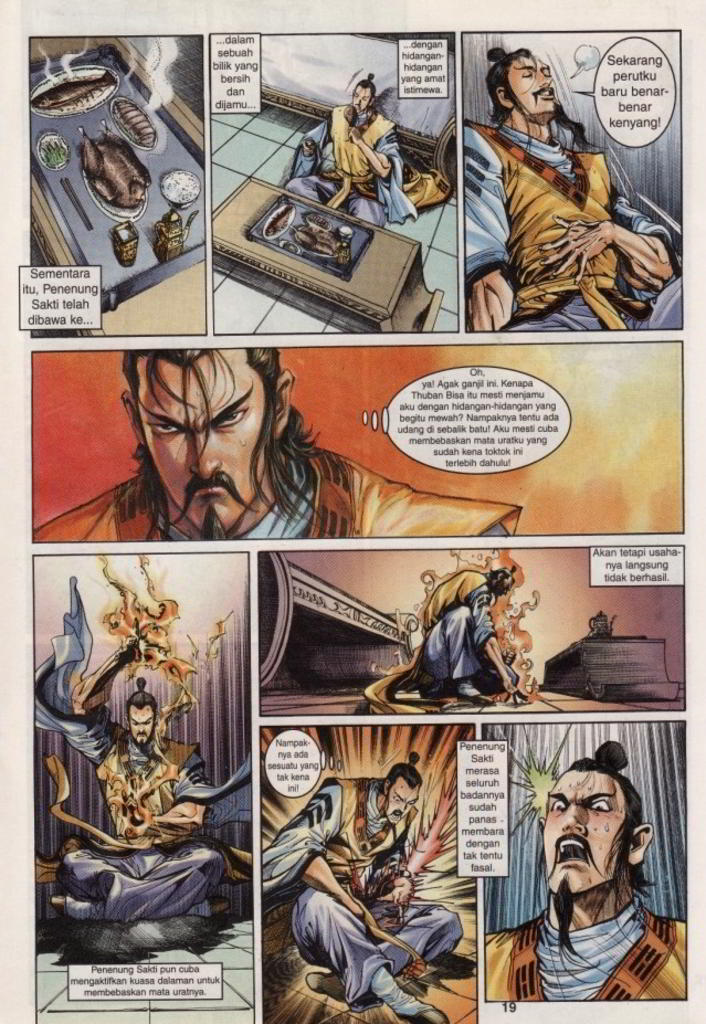 Sementara
itu, Penenung
Sakti telah
dibawa ke...
...dalam
sebuah
bilik yang
bersih
dan
dijamu...
...dengan
hidangan-
hidangan
yang amat
istimewa.
Sekarang
perutku
baru benar-
benar
kenyang!
Oh,
ya! Agak ganjil ini. Kenapa
Thuban Bisa itu mesti menjamu
aku dengan hidangan-hidangan yang
begitu mewah? Nampaknya tentu ada
udang di sebalik batu! Aku mesti cuba
membebaskan mata uratku yang
sudah kena toktok ini
terlebih dahulu!
Penenung Sakti pun cuba
mengaktifkan kuasa dalaman untuk
membebaskan mata uratnya.
Akan tetapi usaha-
nya langsung
tidak berhasil.
Nampak-
nya ada
sesuatu yang
tak kena
ini!
Penenung
Sakti
merasa
seluruh
badannya
sudah
panas -
membara
dengan
tak tentu
fasal.
19